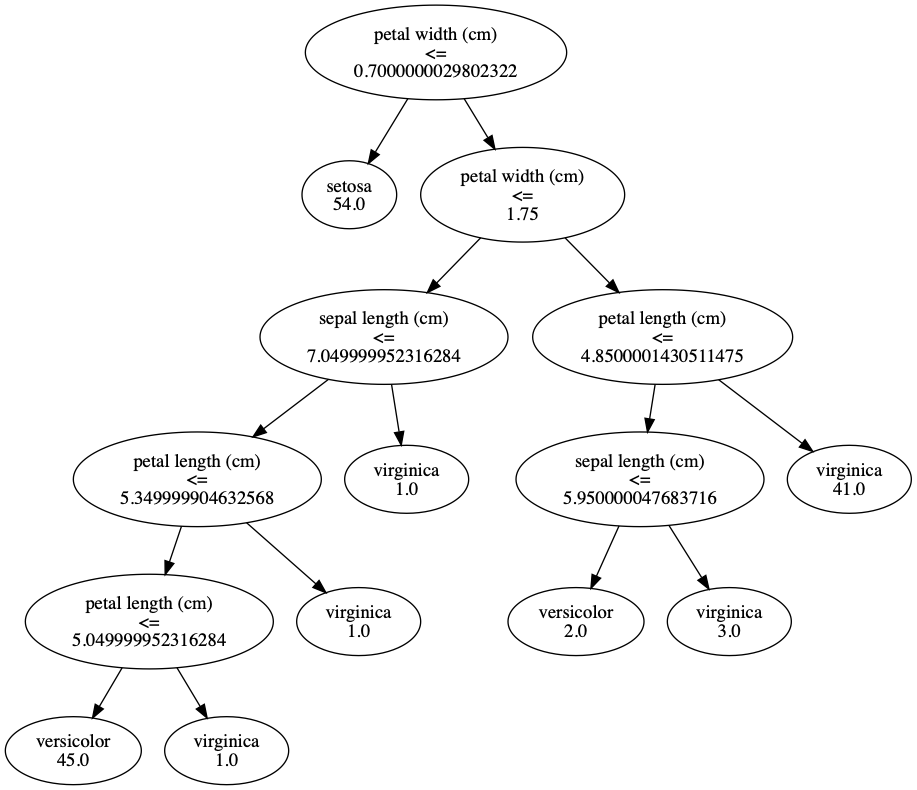 petal width (cm)
<=
0.7000000029802322
setosa
54.0
petal width (cm)
<=
1.75
sepal length (cm)
<=
7.049999952316284
petal length (cm)
<=
4.8500001430511475
petal length (cm)
<=
5.349999904632568
virginica
1.0
sepal length (cm)
<=
5.950000047683716
virginica
41.0
petal length (cm)
<=
5.049999952316284
virginica
1.0
versicolor
2.0
virginica
3.0
versicolor
45.0
virginica
1.0